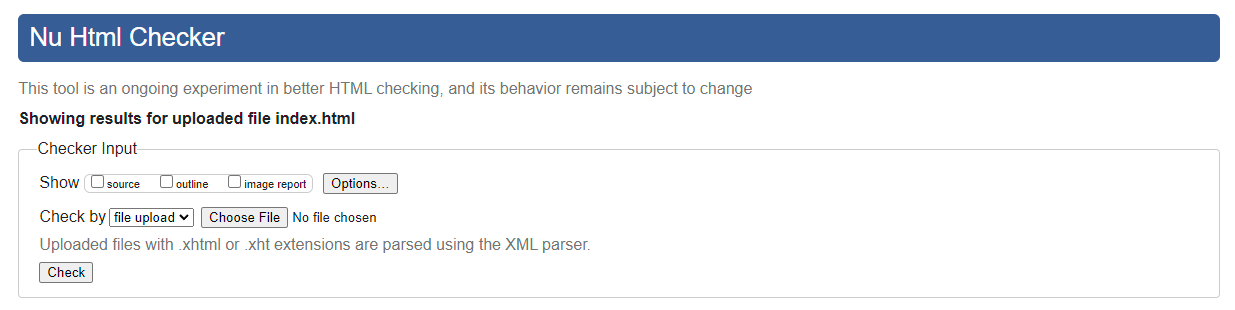 Nu Html Checker
This tool is an ongoing experiment in better HTML checking, and its behavior remains subject to change
Showing results for uploaded file index.html
Checker Input
Show source outline image report Options...
Check by file upload Choose File No file chosen
Uploaded files with .xhtml or .xht extensions are parsed using the XML parser.
Check